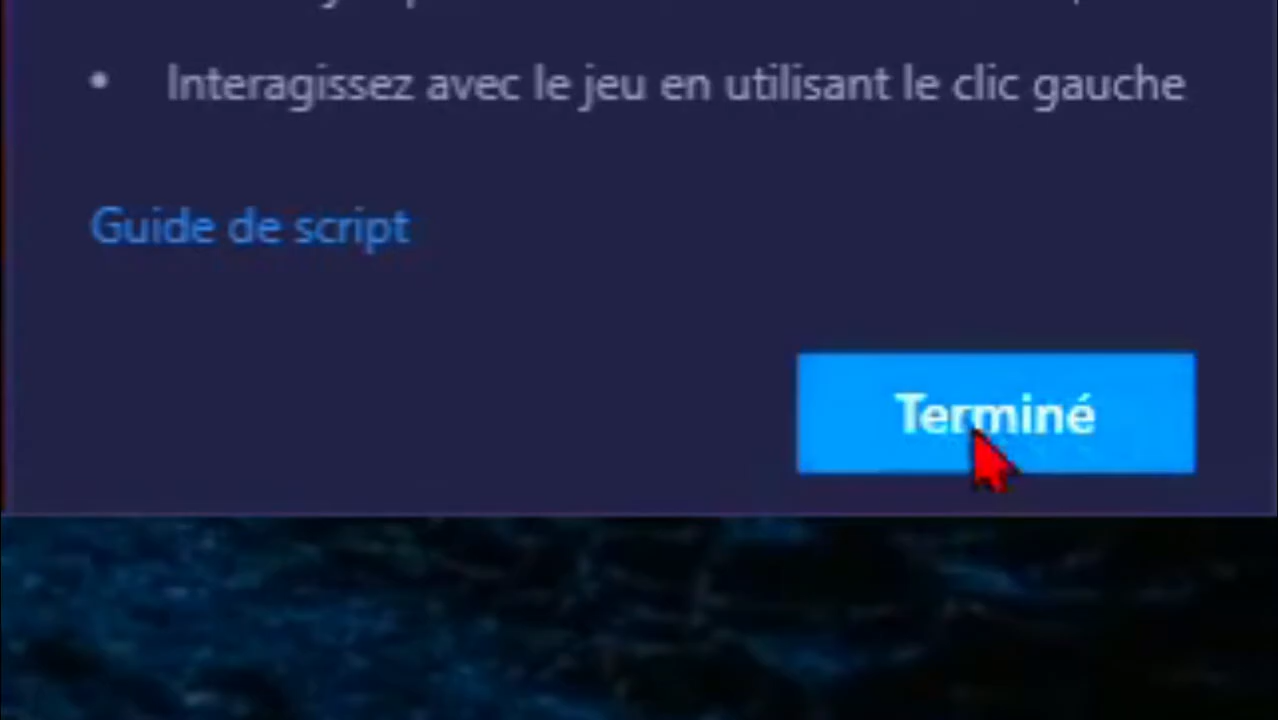 Interagissez avec le jeu en utilisant le clic gauche
Guide de script
Terminé